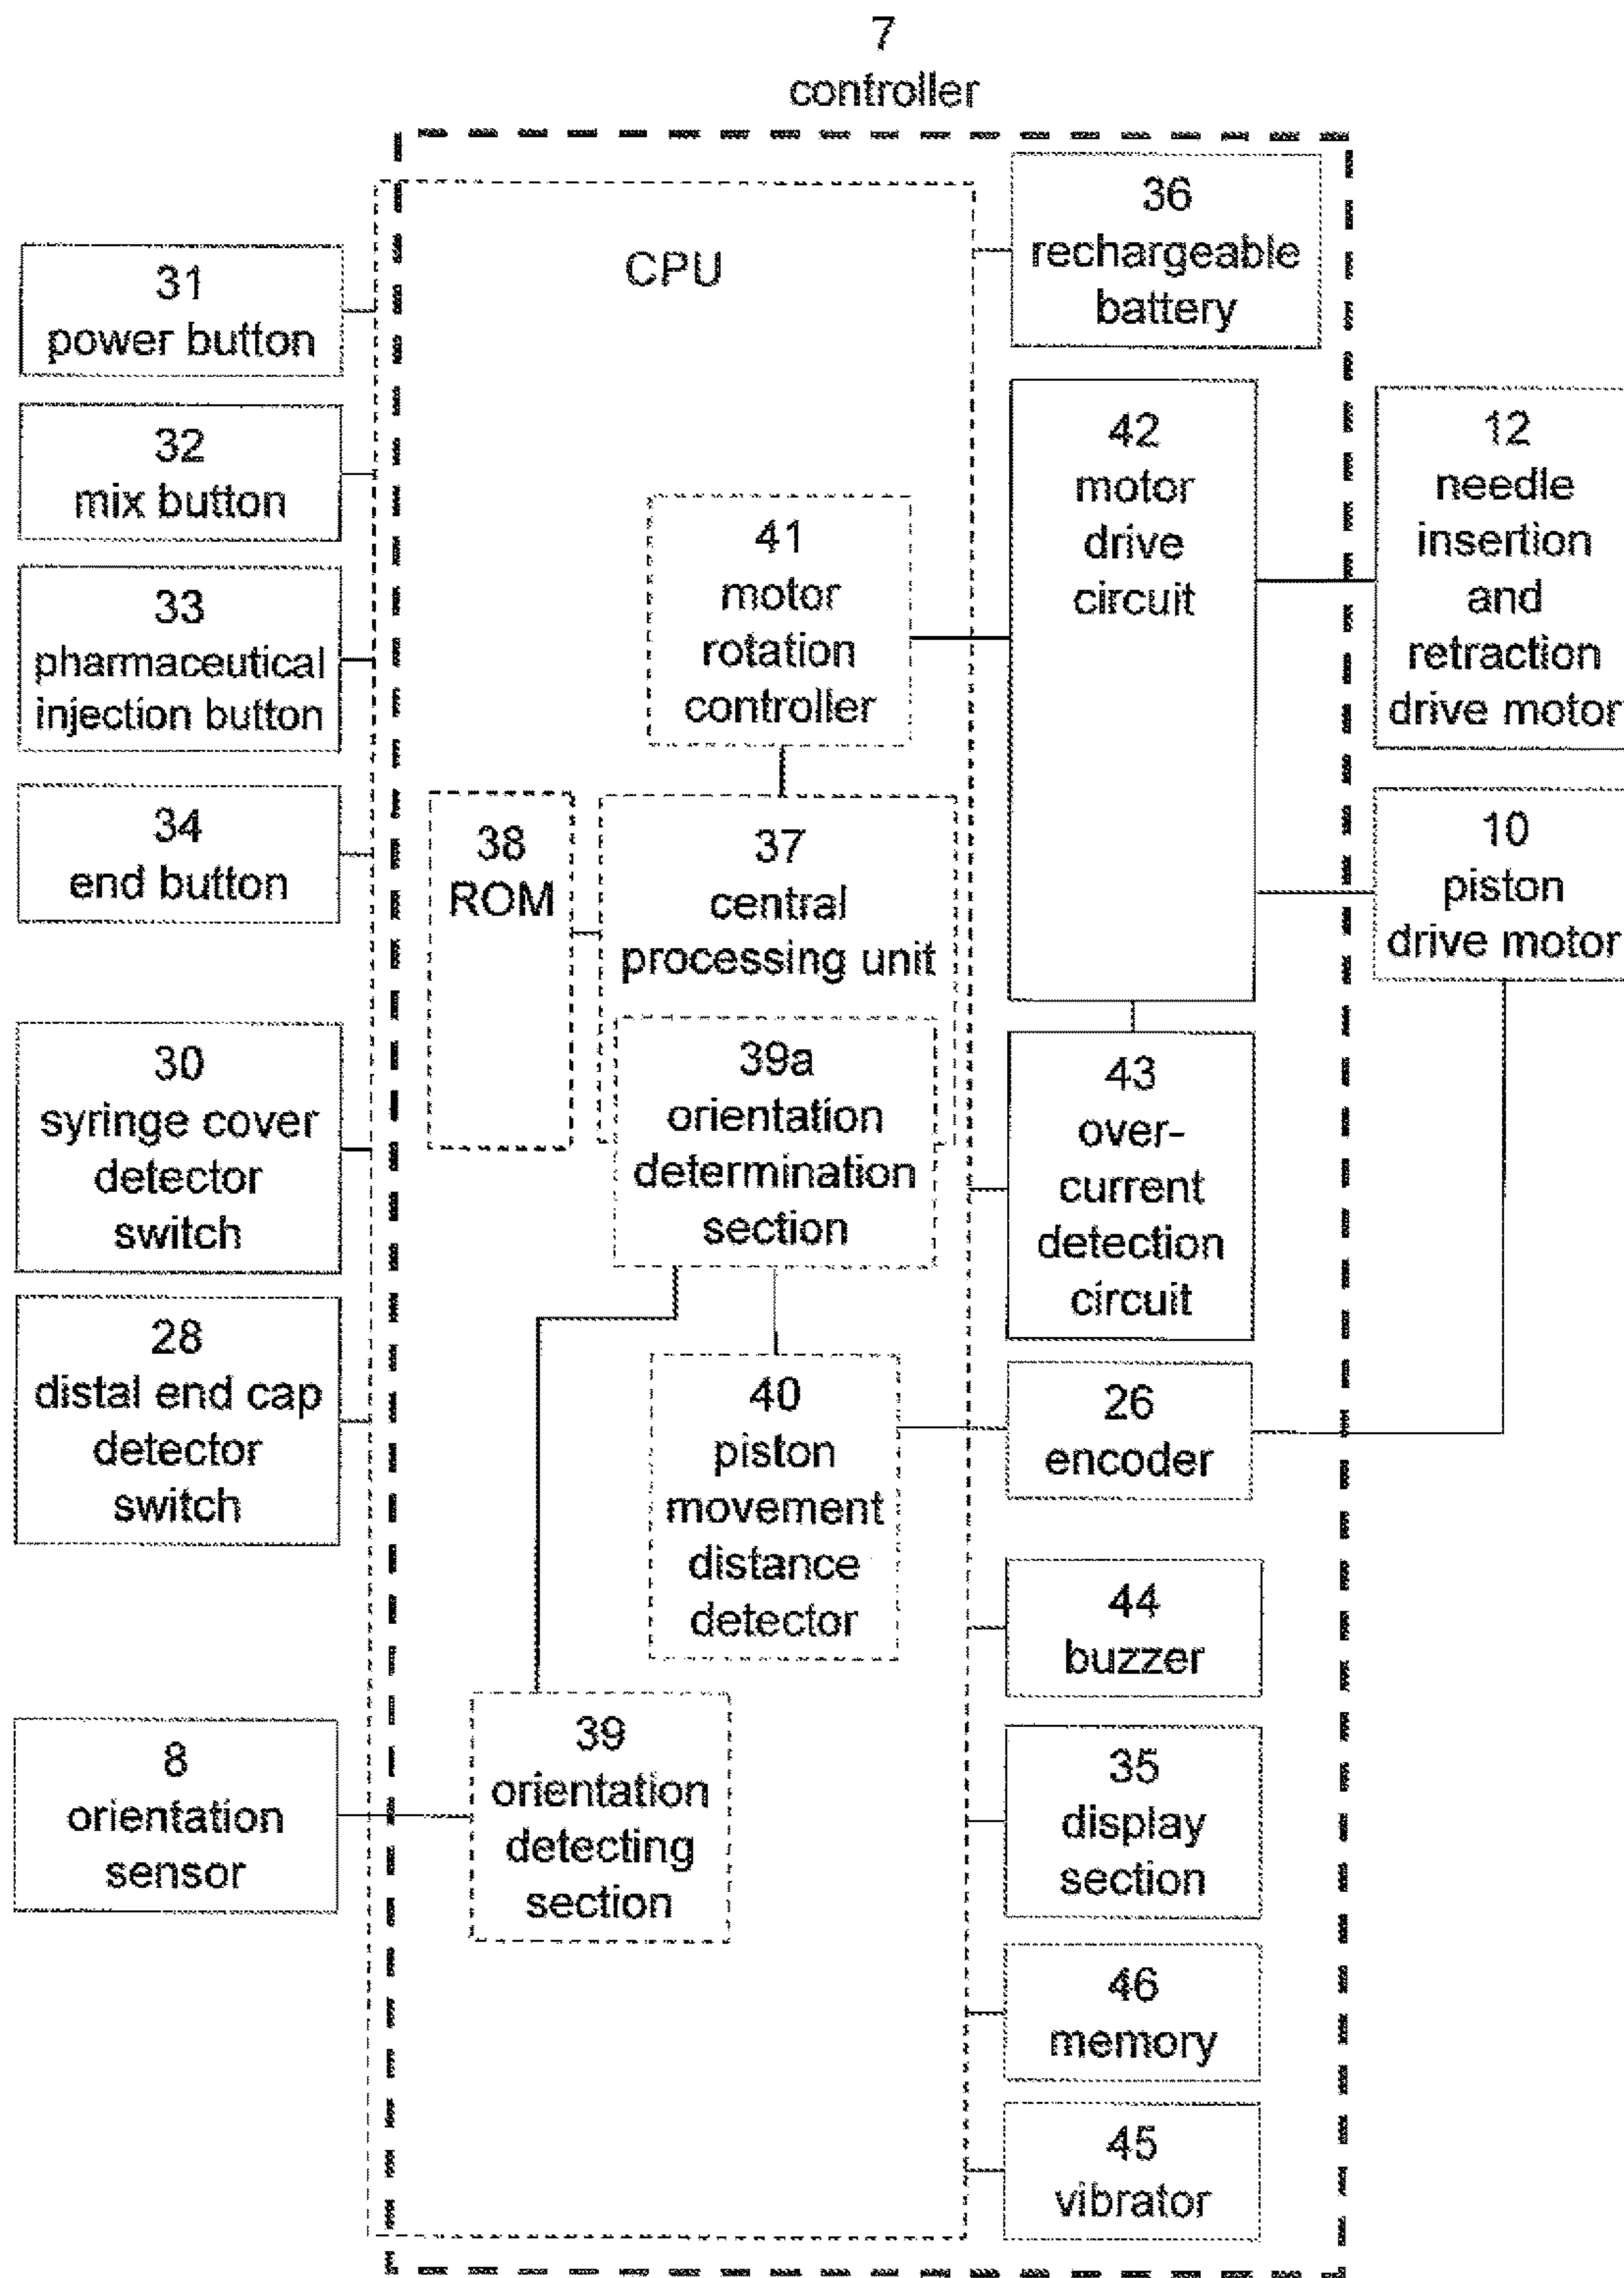 7
controller
CPU
31
power button
32
mix button
33
pharmaceutical
injection button
34
end button
30
syringe cover
detector
switch
28
distal end cap
detector
switch
8
orientation
sensor
41
motor
rotation
controller
38
ROM
37
central
processing unit
39a
orientation
determination
section
40
piston
movement
distance
detector
39
orientation
detecting
section
36
rechargeable
battery
42
motor
drive
circuit
43
over-
current
detection
circuit
26
encoder
44
buzzer
35
display
section
46
memory
45
vibrator
12
needle
insertion
and
retraction
drive motor
10
piston
drive motor